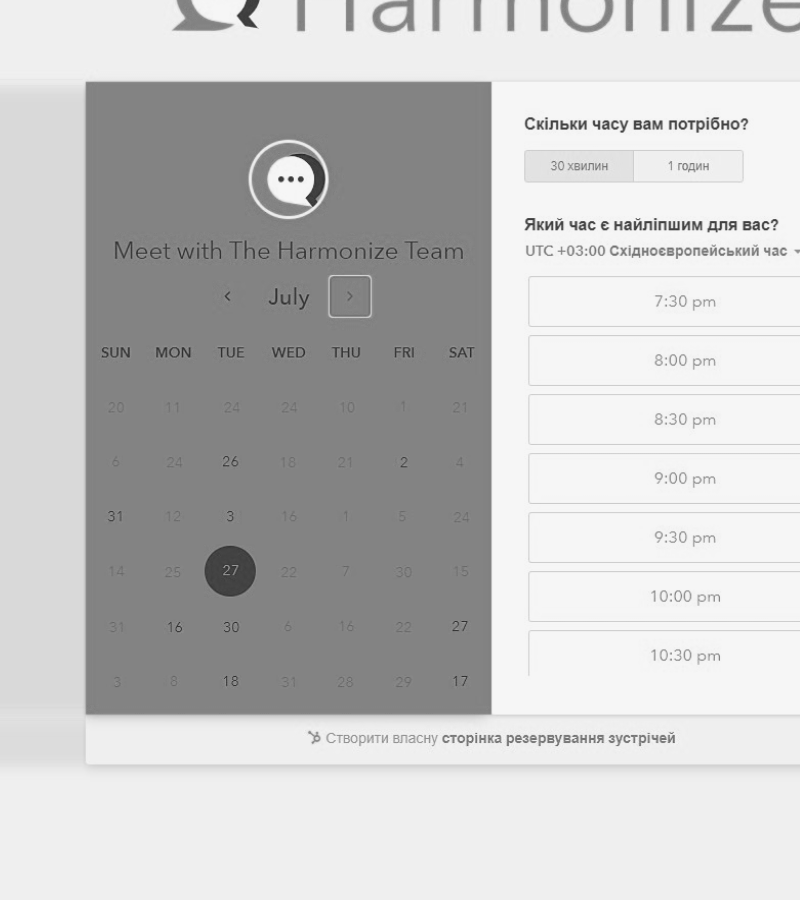 Harmonize
Meet with The Harmonize Team
July
SUN MON TUE WED THU FRI SAT
20 11 24 24 10 1 21
6 24 26 18 21 2 4
31 12 3 16 1 5 24
14 25 27 22 7 30 15
31 16 30 6 16 22 27
3 8 18 31 28 29 17
Скільки часу вам потрібно?
30 хвилин 1 годин
Який час є найліпшим для вас?
UTC +03:00 Східноєвропейський час
7:30 pm
8:00 pm
8:30 pm
9:00 pm
9:30 pm
10:00 pm
10:30 pm
Створити власну сторінка резервування зустрічей